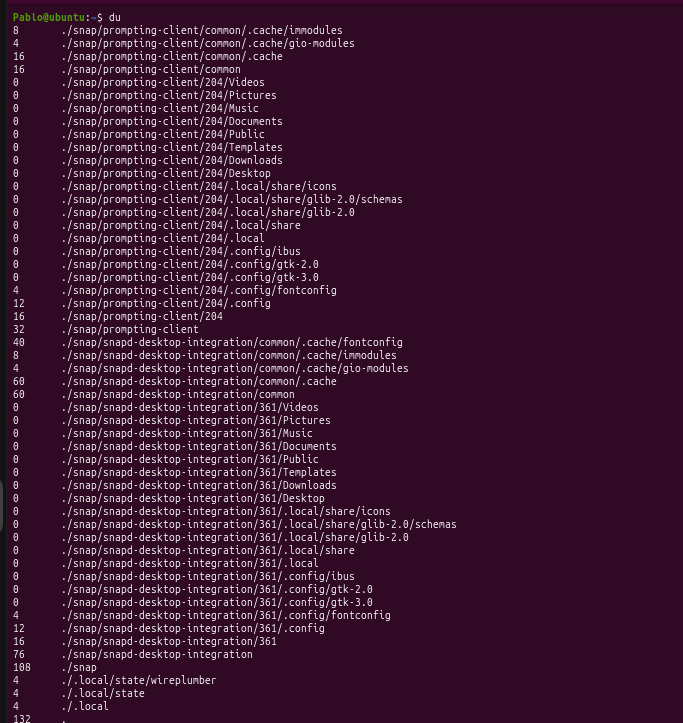 Pablo@ubuntu:~$ du
8	./snap/prompting-client/common/.cache/immodules
4	./snap/prompting-client/common/.cache/gio-modules
16	./snap/prompting-client/common/.cache
16	./snap/prompting-client/common
0	./snap/prompting-client/204/Videos
0	./snap/prompting-client/204/Pictures
0	./snap/prompting-client/204/Music
0	./snap/prompting-client/204/Documents
0	./snap/prompting-client/204/Public
0	./snap/prompting-client/204/Templates
0	./snap/prompting-client/204/Downloads
0	./snap/prompting-client/204/Desktop
0	./snap/prompting-client/204/.local/share/icons
0	./snap/prompting-client/204/.local/share/glib-2.0/schemas
0	./snap/prompting-client/204/.local/share/glib-2.0
0	./snap/prompting-client/204/.local/share
0	./snap/prompting-client/204/.local
0	./snap/prompting-client/204/.config/ibus
0	./snap/prompting-client/204/.config/gtk-2.0
0	./snap/prompting-client/204/.config/gtk-3.0
4	./snap/prompting-client/204/.config/fontconfig
12	./snap/prompting-client/204/.config
16	./snap/prompting-client/204
32	./snap/prompting-client
40	./snap/snapd-desktop-integration/common/.cache/fontconfig
8	./snap/snapd-desktop-integration/common/.cache/immodules
4	./snap/snapd-desktop-integration/common/.cache/gio-modules
60	./snap/snapd-desktop-integration/common/.cache
60	./snap/snapd-desktop-integration/common
0	./snap/snapd-desktop-integration/361/Videos
0	./snap/snapd-desktop-integration/361/Pictures
0	./snap/snapd-desktop-integration/361/Music
0	./snap/snapd-desktop-integration/361/Documents
0	./snap/snapd-desktop-integration/361/Public
0	./snap/snapd-desktop-integration/361/Templates
0	./snap/snapd-desktop-integration/361/Downloads
0	./snap/snapd-desktop-integration/361/Desktop
0	./snap/snapd-desktop-integration/361/.local/share/icons
0	./snap/snapd-desktop-integration/361/.local/share/glib-2.0/schemas
0	./snap/snapd-desktop-integration/361/.local/share/glib-2.0
0	./snap/snapd-desktop-integration/361/.local/share
0	./snap/snapd-desktop-integration/361/.local
0	./snap/snapd-desktop-integration/361/.config/ibus
0	./snap/snapd-desktop-integration/361/.config/gtk-2.0
0	./snap/snapd-desktop-integration/361/.config/gtk-3.0
4	./snap/snapd-desktop-integration/361/.config/fontconfig
12	./snap/snapd-desktop-integration/361/.config
16	./snap/snapd-desktop-integration/361
76	./snap/snapd-desktop-integration
108	./snap
4	./.local/state/wireplumber
4	./.local/state
4	./.local
132	.